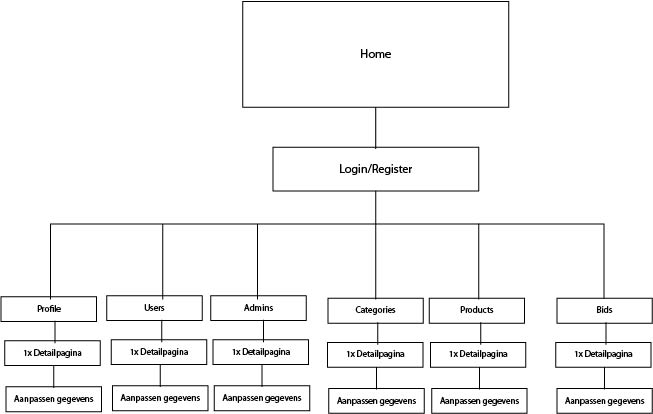 Home
Login/Register
Profile
Users
Admins
Categories
Products
Bids
1x Detailpagina
1x Detailpagina
1x Detailpagina
1x Detailpagina
1x Detailpagina
1x Detailpagina
Aanpassen gegevens
Aanpassen gegevens
Aanpassen gegevens
Aanpassen gegevens
Aanpassen gegevens
Aanpassen gegevens